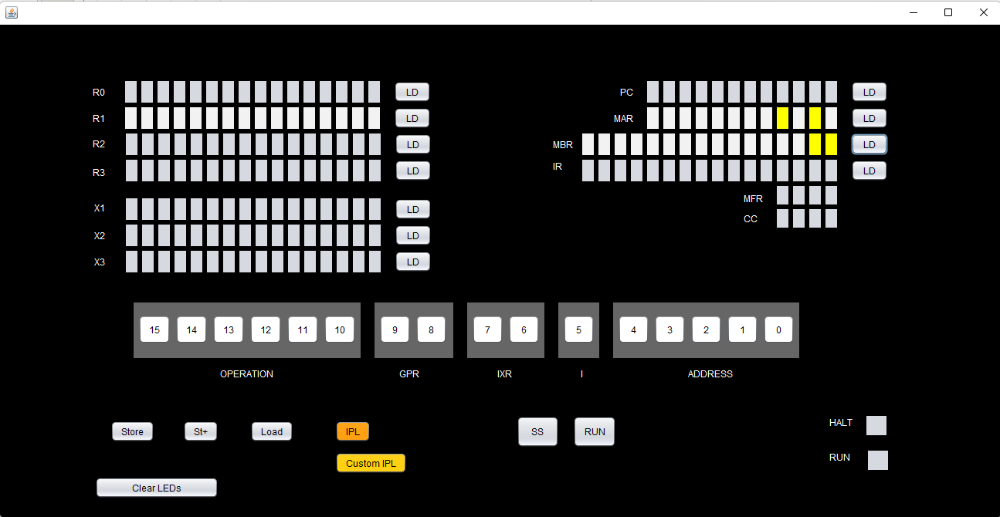 R0 LD PC LD
R1 LD MAR LD
R2 LD MBR LD
R3 LD IR LD
MFR
X1 LD CC
X2 LD
X3 LD
15 14 13 12 11 10 9 8 7 6 5 4 3 2 1 0
OPERATION GPR IXR I ADDRESS
Store St+ Load IPL SS RUN HALT
Custom IPL RUN
Clear LEDs